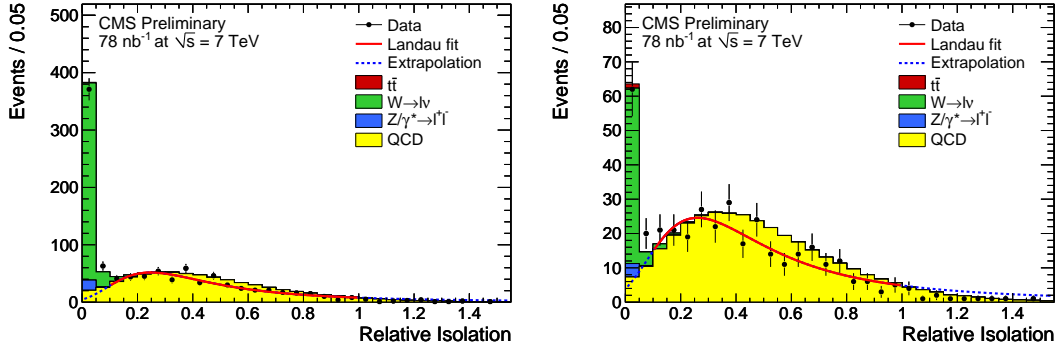 Events / 0.05
500
400
300
200
100
0
CMS Preliminary
78 nb⁻¹ at √s = 7 TeV
Data
Landau fit
Extrapolation
tt̄
W→lν
Z/γ*→l⁺l⁻
QCD
0 0.2 0.4 0.6 0.8 1 1.2 1.4
Relative Isolation
Events / 0.05
80
70
60
50
40
30
20
10
0
CMS Preliminary
78 nb⁻¹ at √s = 7 TeV
Data
Landau fit
Extrapolation
tt̄
W→lν
Z/γ*→l⁺l⁻
QCD
0 0.2 0.4 0.6 0.8 1 1.2 1.4
Relative Isolation